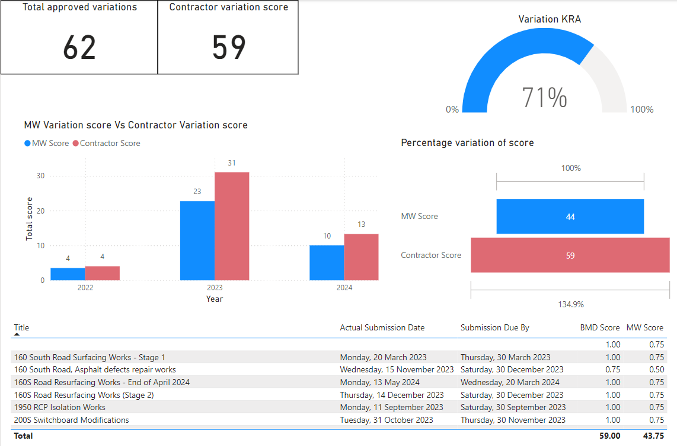 Total approved variations
62
Contractor variation score
59
Variation KRA
0%
71%
100%
MW Variation score Vs Contractor Variation score
MW Score Contractor Score
Total score
30
20
10
0
4
4
23
31
10
13
2022
2023
2024
Year
Percentage variation of score
100%
MW Score
44
Contractor Score
59
134.9%
Title Actual Submission Date Submission Due By BMD Score MW Score
1.00 0.75
160 South Road Surfacing Works - Stage 1 Monday, 20 March 2023 Thursday, 30 March 2023 1.00 0.75
160 South Road, Asphalt defects repair works Wednesday, 15 November 2023 Saturday, 30 December 2023 0.75 0.50
160S Road Resurfacing Works - End of April 2024 Monday, 13 May 2024 Wednesday, 20 March 2024 1.00 0.75
160S Road Resurfacing Works (Stage 2) Thursday, 14 December 2023 Saturday, 30 December 2023 1.00 0.75
1950 RCP Isolation Works Monday, 11 September 2023 Saturday, 30 September 2023 1.00 0.75
200S Switchboard Modifications Tuesday, 31 October 2023 Thursday, 30 November 2023 1.00 0.75
Total 59.00 43.75